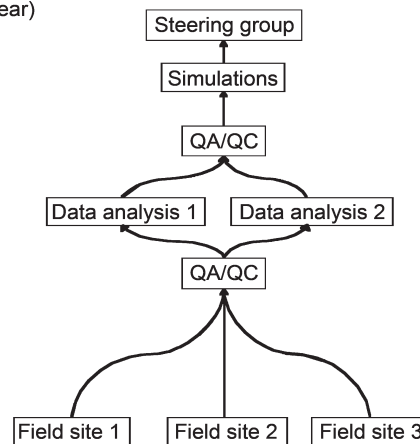 ear)
Steering group
Simulations
QA/QC
Data analysis 1
Data analysis 2
QA/QC
Field site 1
Field site 2
Field site 3